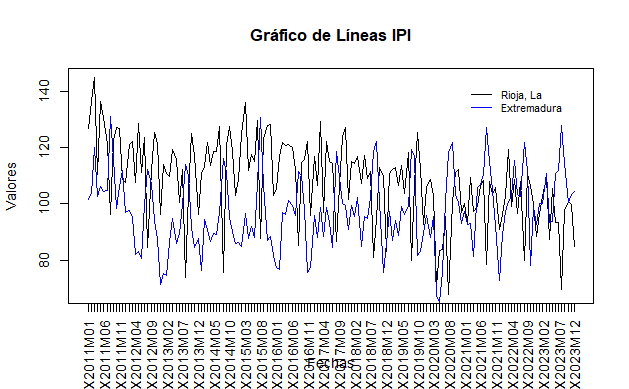 Gráfico de Líneas IPI
Rioja, La
Extremadura
Valores
140
120
100
80
X2011M01
X2011M06
X2011M11
X2012M04
X2012M09
X2013M02
X2013M07
X2013M12
X2014M05
X2014M10
X2015M03
X2015M08
X2016M01
X2016M06
X2016M11
X2017M04
X2017M09
X2018M02
X2018M07
X2018M12
X2019M05
X2019M10
X2020M03
X2020M08
X2021M01
X2021M06
X2021M11
X2022M04
X2022M09
X2023M02
X2023M07
X2023M12
Fechas